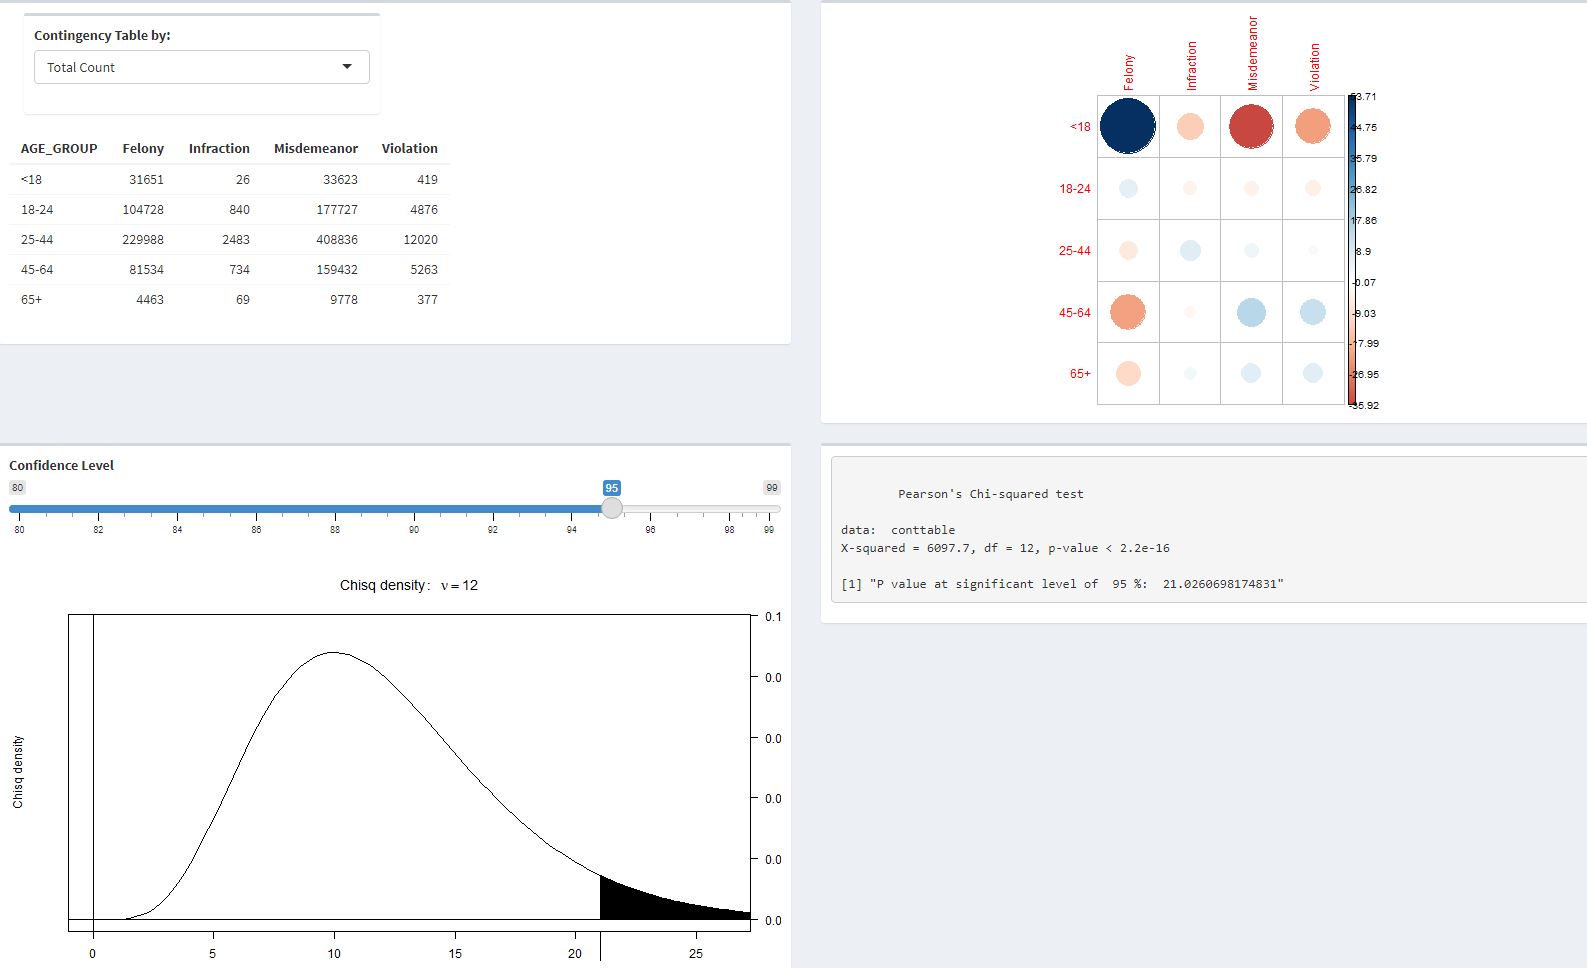 Contingency Table by:
Total Count
AGE_GROUP Felony Infraction Misdemeanor Violation
<18 31651 26 33623 419
18-24 104728 840 177727 4876
25-44 229988 2483 408836 12020
45-64 81534 734 159432 5263
65+ 4463 69 9778 377
Felony Infraction Misdemeanor Violation
<18
18-24
25-44
45-64
65+
53.71
44.75
35.79
26.82
17.86
8.9
-0.07
-9.03
-17.99
-26.95
-35.92
Confidence Level
80 95 99
80 82 84 86 88 90 92 94 96 98 99
Chisq density: ν = 12
Chisq density
0.1
0.0
0.0
0.0
0.0
0.0
0 5 10 15 20 25
Pearson's Chi-squared test
data: conttable
X-squared = 6097.7, df = 12, p-value < 2.2e-16
[1] "P value at significant level of 95 %: 21.0260698174831"